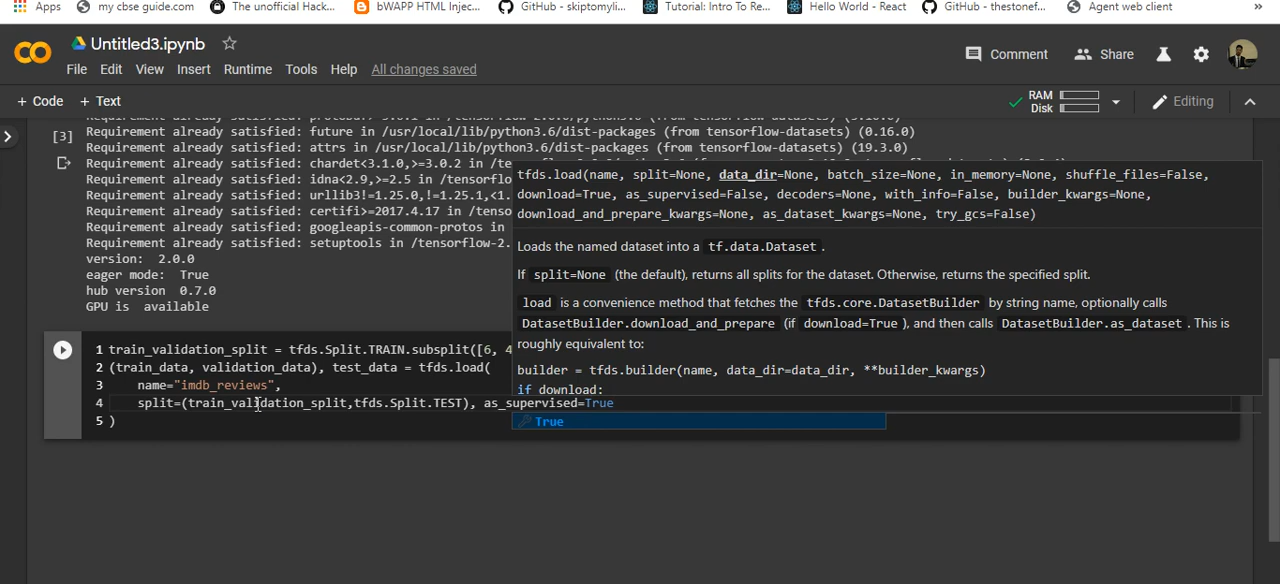 Apps my cbse guide.com The unofficial Hack... bWAPP HTML Injec... GitHub - skiptomyli... Tutorial: Intro To Re... Hello World - React GitHub - thestonef... Agent web client »
CO Untitled3.ipynb
Comment Share
File Edit View Insert Runtime Tools Help All changes saved
+ Code + Text RAM Disk Editing
[3]
Requirement already satisfied: future in /usr/local/lib/python3.6/dist-packages (from tensorflow-datasets) (0.16.0)
Requirement already satisfied: attrs in /usr/local/lib/python3.6/dist-packages (from tensorflow-datasets) (19.3.0)
Requirement already satisfied: chardet<3.1.0,>=3.0.2 in /te
Requirement already satisfied: idna<2.9,>=2.5 in /tensorfl
Requirement already satisfied: urllib3!=1.25.0,!=1.25.1,<1.
Requirement already satisfied: certifi>=2017.4.17 in /tenso
Requirement already satisfied: googleapis-common-protos in
Requirement already satisfied: setuptools in /tensorflow-2.
version: 2.0.0
eager mode: True
hub version 0.7.0
GPU is available
tfds.load(name, split=None, data_dir=None, batch_size=None, in_memory=None, shuffle_files=False,
download=True, as_supervised=False, decoders=None, with_info=False, builder_kwargs=None,
download_and_prepare_kwargs=None, as_dataset_kwargs=None, try_gcs=False)
Loads the named dataset into a tf.data.Dataset.
If split=None (the default), returns all splits for the dataset. Otherwise, returns the specified split.
load is a convenience method that fetches the tfds.core.DatasetBuilder by string name, optionally calls
DatasetBuilder.download_and_prepare (if download=True), and then calls DatasetBuilder.as_dataset. This is
roughly equivalent to:
builder = tfds.builder(name, data_dir=data_dir, **builder_kwargs)
if download:
1 train_validation_split = tfds.Split.TRAIN.subsplit([6, 4
2 (train_data, validation_data), test_data = tfds.load(
3 name="imdb_reviews",
4 split=(train_validation_split,tfds.Split.TEST), as_supervised=True
5 )
True